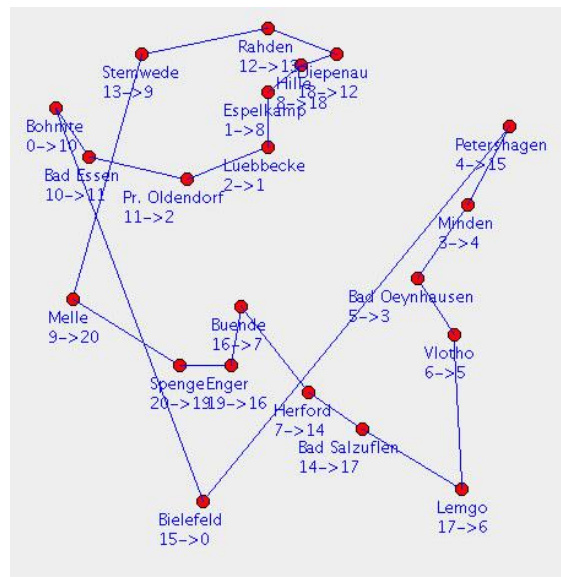 Rahden
12->13
Diepenau
18->12
Stemwede
13->9
Hille
8->18
Espelkamp
1->8
Bohmte
0->10
Petershagen
4->15
Luebbecke
2->1
Bad Essen
10->11
Pr. Oldendorf
11->2
Minden
3->4
Bad Oeynhausen
5->3
Melle
9->20
Buende
16->7
Vlotho
6->5
Spenge
20->19
Enger
19->16
Herford
7->14
Bad Salzuflen
14->17
Lemgo
17->6
Bielefeld
15->0